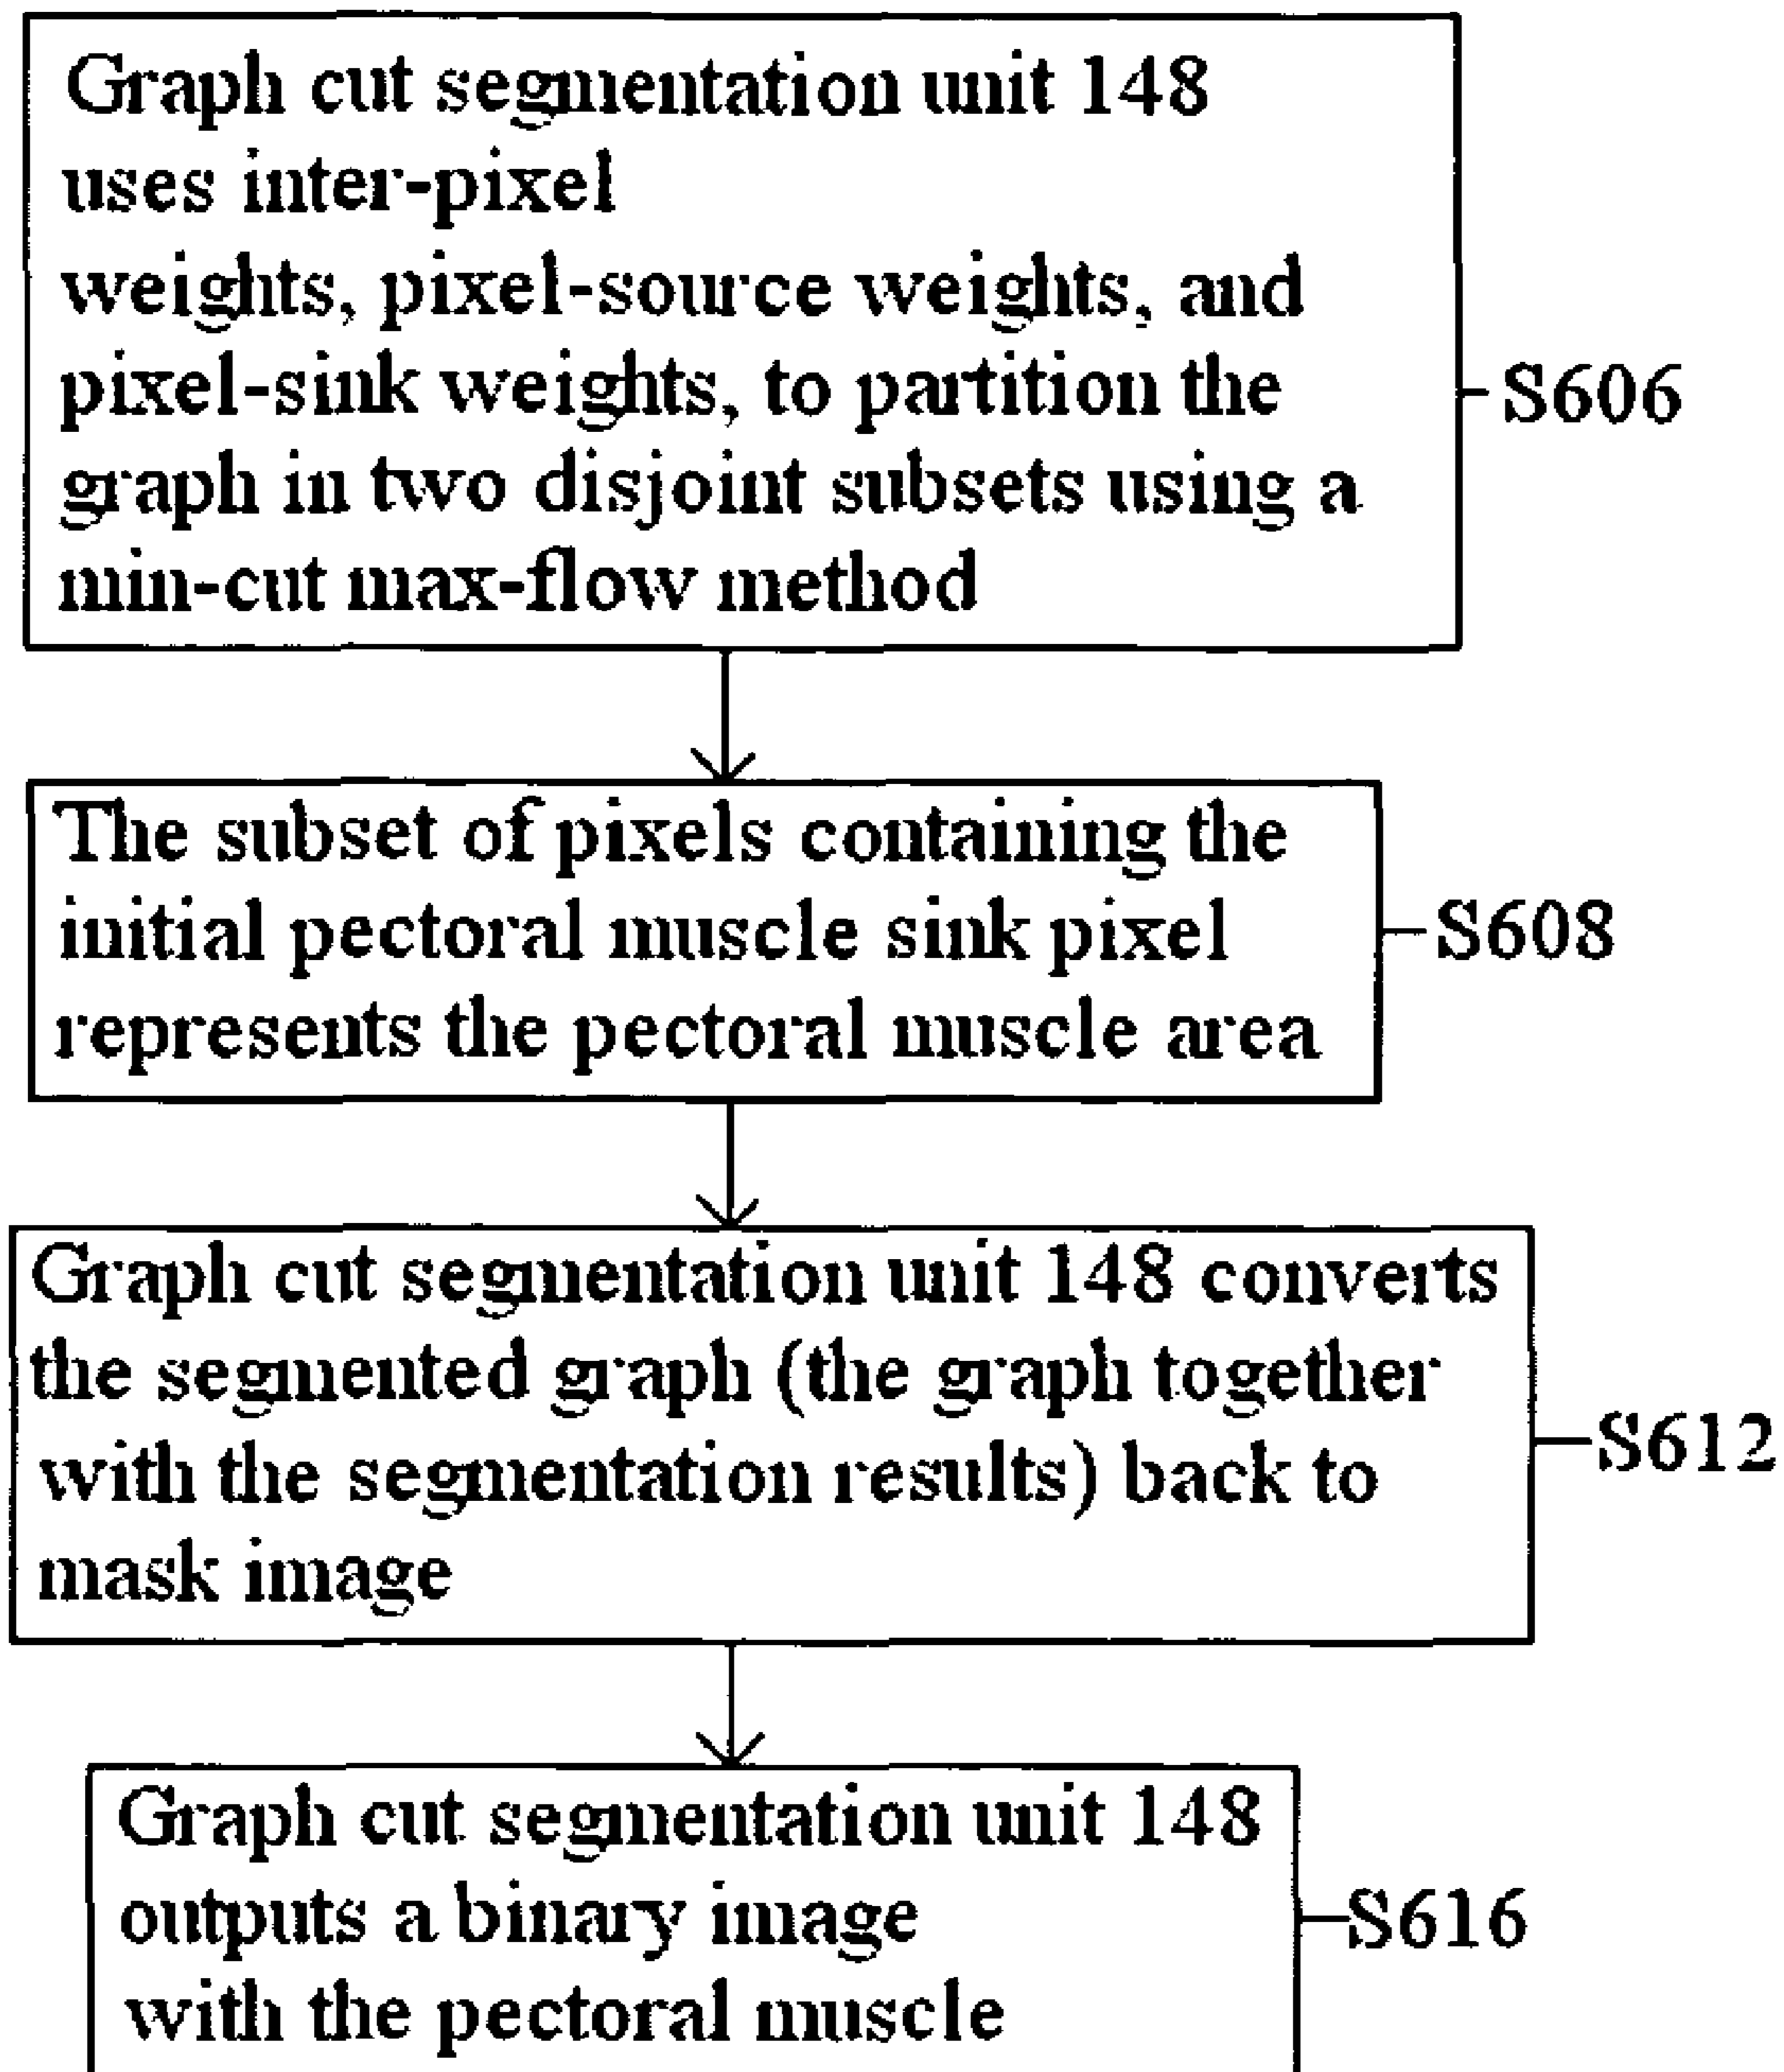 Graph cut segmentation unit 148
uses inter-pixel
weights, pixel-source weights, and
pixel-sink weights, to partition the
graph in two disjoint subsets using a
min-cut max-flow method
S606
The subset of pixels containing the
initial pectoral muscle sink pixel
represents the pectoral muscle area
S608
Graph cut segmentation unit 148 converts
the segmented graph (the graph together
with the segmentation results) back to
mask image
S612
Graph cut segmentation unit 148
outputs a binary image
with the pectoral muscle
S616